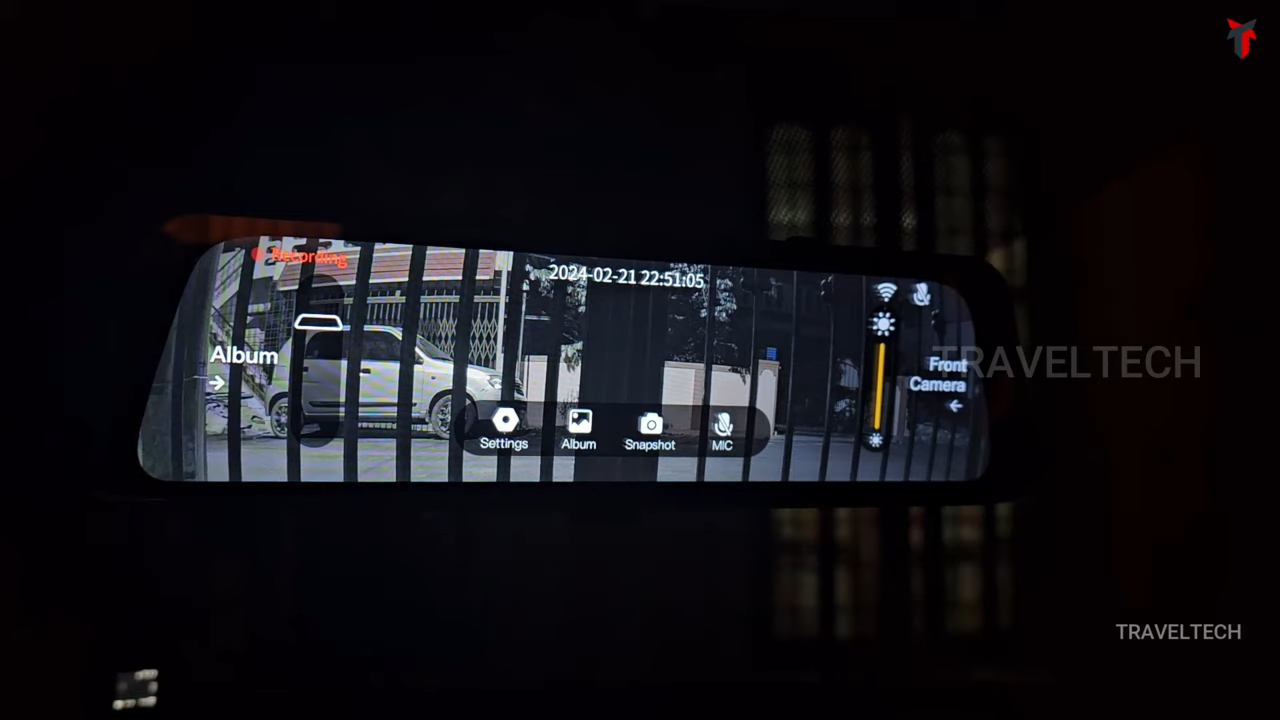 Recording
2024-02-21 22:51:05
Album
Front
Camera
TRAVELTECH
Settings
Album
Snapshot
MIC
TRAVELTECH